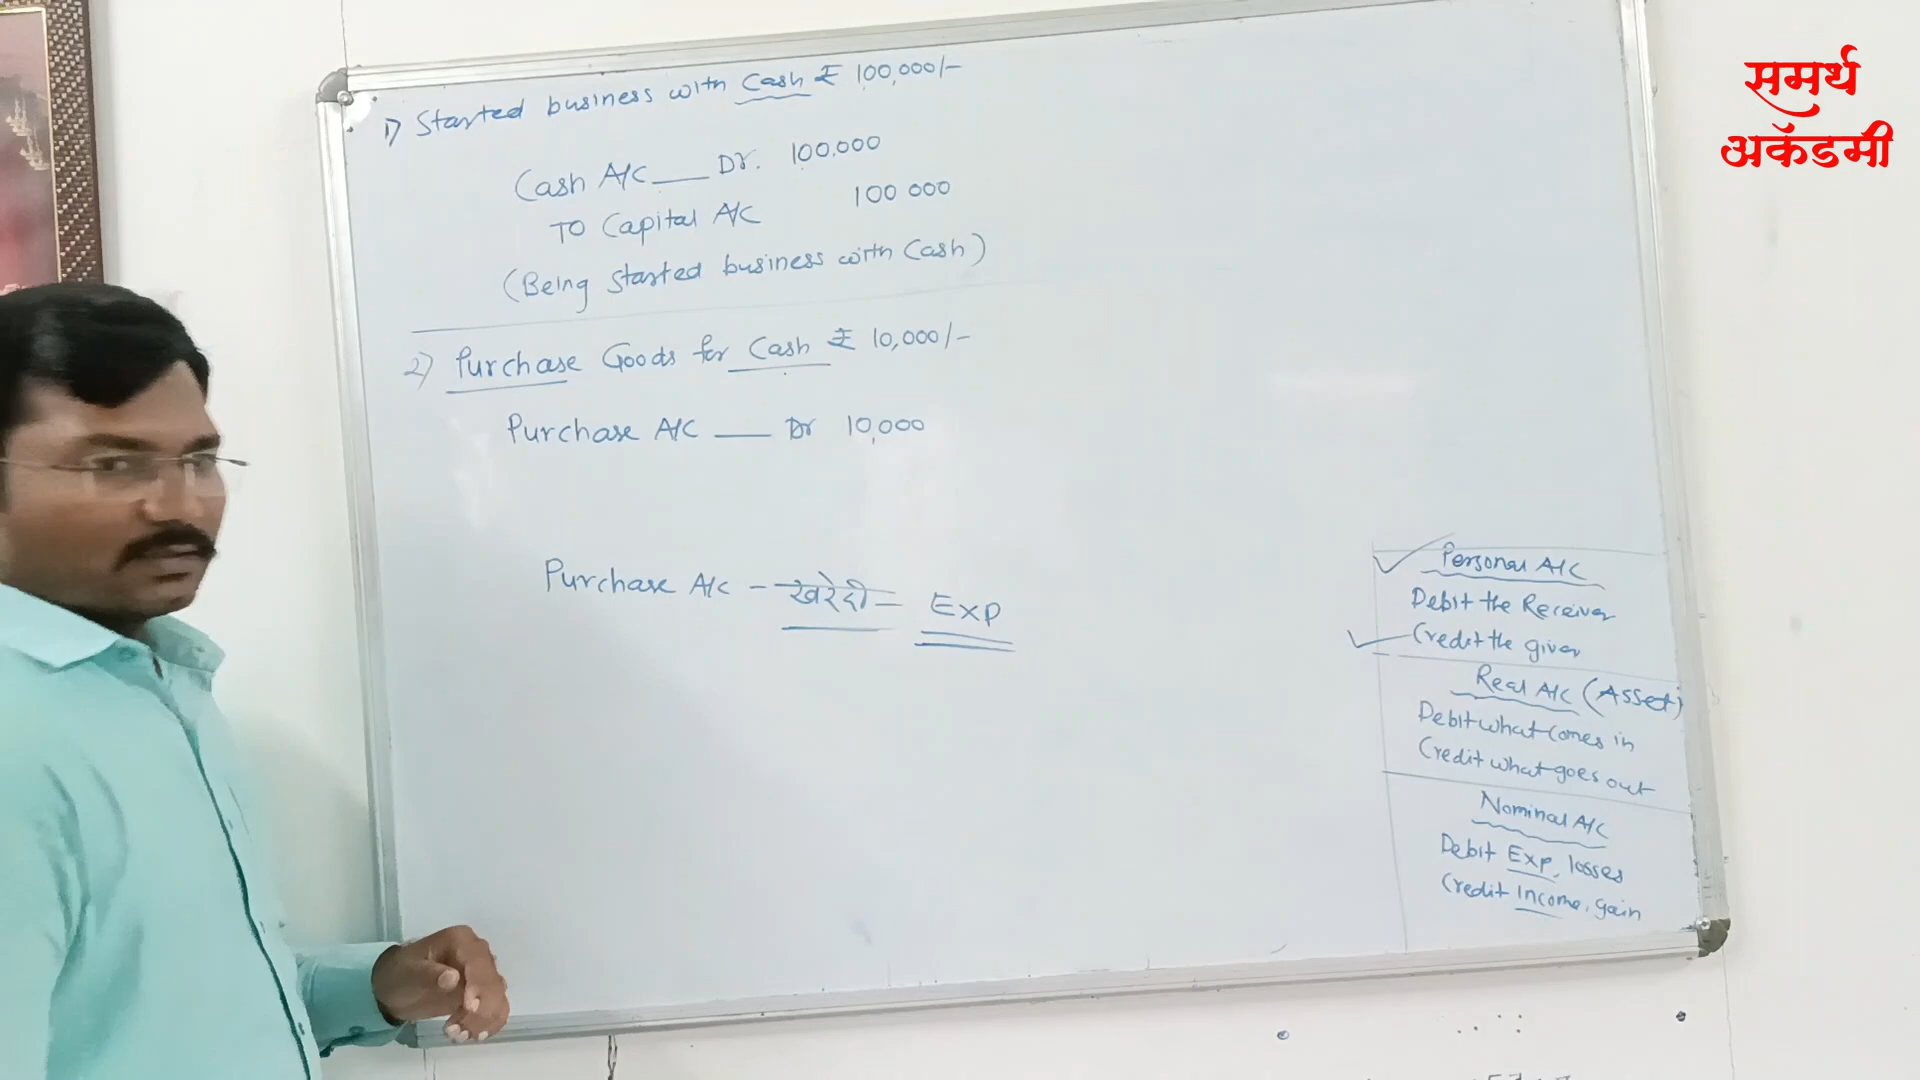 1) Started business with Cash ₹ 100,000/-
Cash A/C ___ Dr. 100,000
TO Capital A/C 100 000
(Being Started business with Cash)
2) Purchase Goods for Cash ₹ 10,000/-
Purchase A/C ___ Dr 10,000
Purchase A/C - खरेदी - Exp
Personal A/C
Debit the Receiver
Credit the giver
Real A/C (Asset)
Debit what comes in
Credit what goes out
Nominal A/C
Debit Exp, losses
Credit Income, gain
समर्थ
अकॅडमी